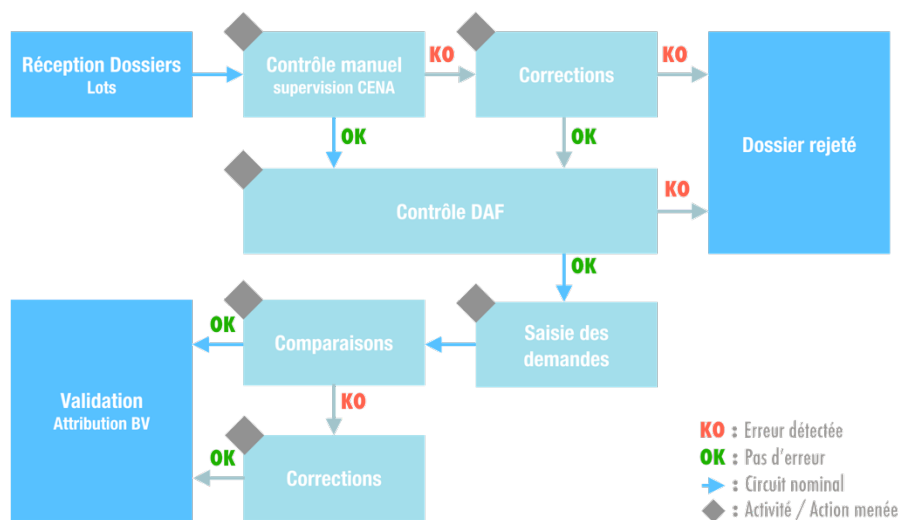 Réception Dossiers
Lots
Contrôle manuel
supervision CENA
KO
Corrections
KO
Dossier rejeté
OK
OK
Contrôle DAF
KO
OK
Saisie des
demandes
Comparaisons
OK
Validation
Attribution BV
KO
Corrections
OK
KO : Erreur détectée
OK : Pas d'erreur
: Circuit nominal
: Activité / Action menée